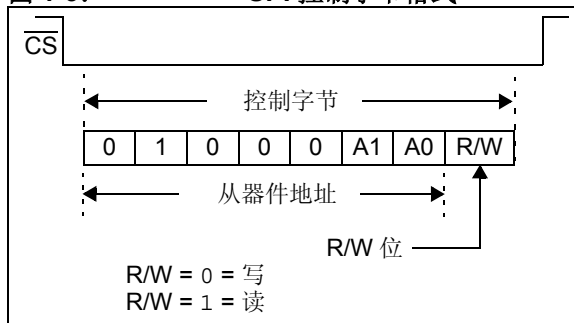 CS
控制字节
0 1 0 0 0 A1 A0 R/W
从器件地址
R/W 位
R/W = 0 = 写
R/W = 1 = 读